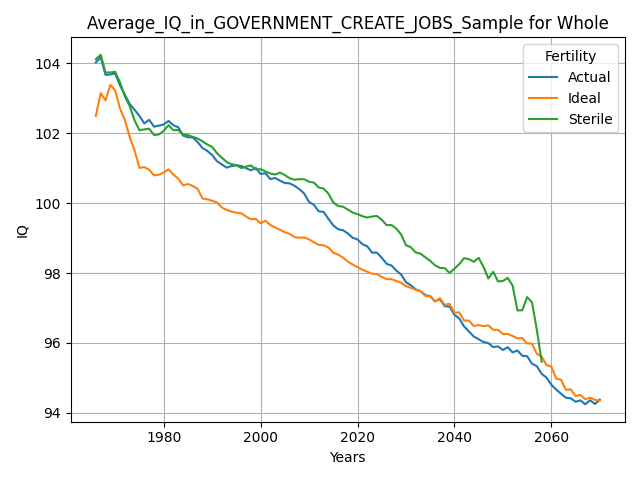 Average_IQ_in_GOVERNMENT_CREATE_JOBS_Sample for Whole
Fertility
Actual
Ideal
Sterile
IQ
104
102
100
98
96
94
1980
2000
2020
2040
2060
Years